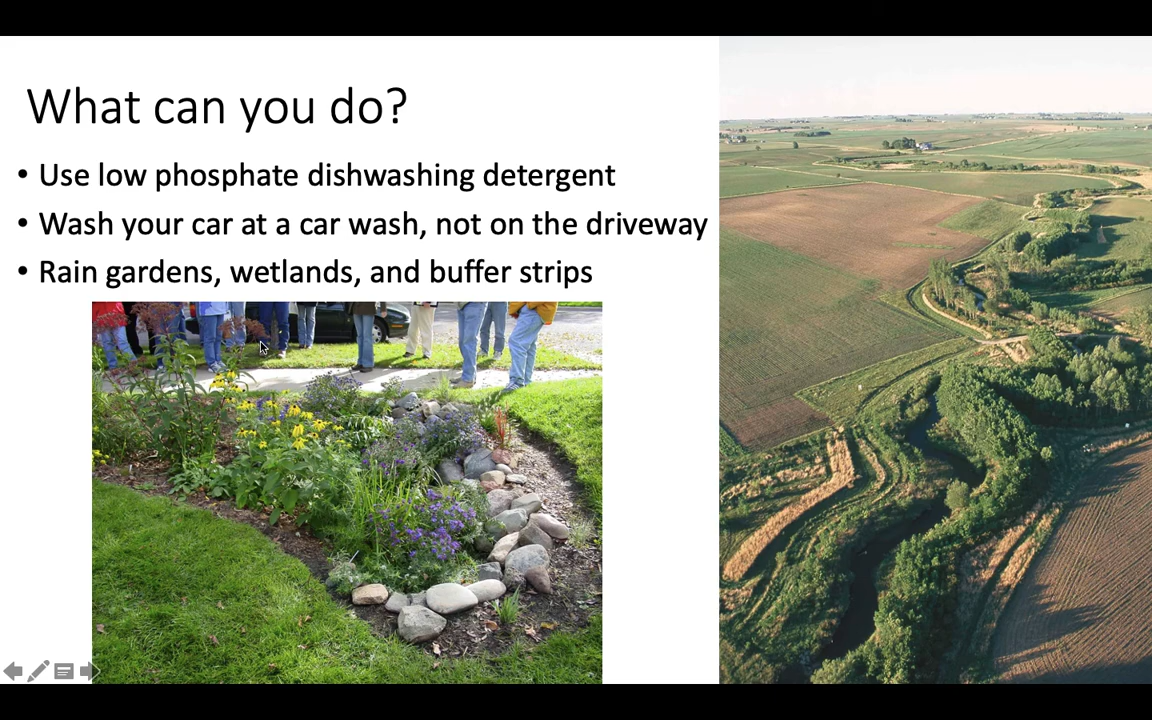 What can you do?
• Use low phosphate dishwashing detergent
• Wash your car at a car wash, not on the driveway
• Rain gardens, wetlands, and buffer strips